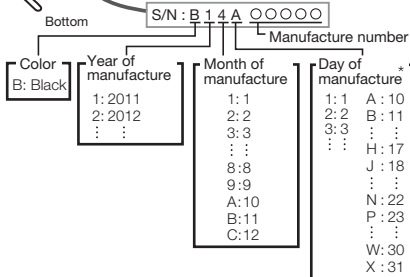 Bottom
S/N : B 1 4 A ○○○○○
Manufacture number
Color
B: Black
Year of
manufacture
1: 2011
2: 2012
⋮ ⋮
Month of
manufacture
1: 1
2: 2
3: 3
⋮ ⋮
8:8
9:9
A:10
B:11
C:12
Day of
manufacture*
1: 1 A : 10
2: 2 B : 11
3: 3 ⋮ ⋮
⋮ ⋮ H : 17
J : 18
⋮ ⋮
N : 22
P : 23
⋮ ⋮
W: 30
X : 31